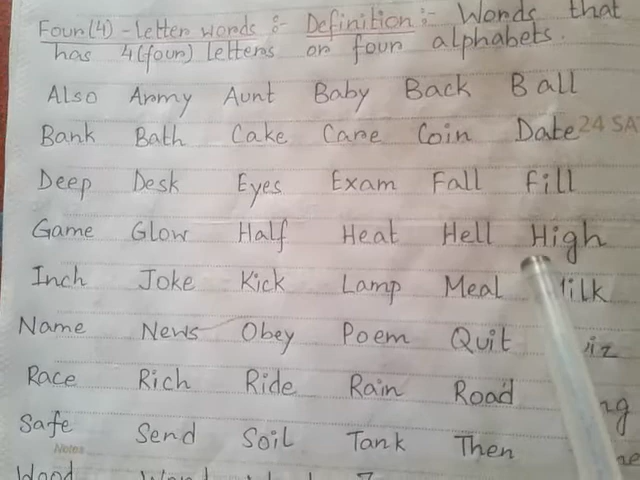 Four(4)-letter words :- Definition :- Words that
has 4(four) letters or four alphabets.
Also Army Aunt Baby Back Ball
Bank Bath Cake Care Coin Date 24 SA
Deep Desk Eyes Exam Fall Fill
Game Glow Half Heat Hell High
Inch Joke Kick Lamp Meal
Name News Obey Poem Quit
Race Rich Ride Rain Road
Safe Send Soil Tank Then
Notes